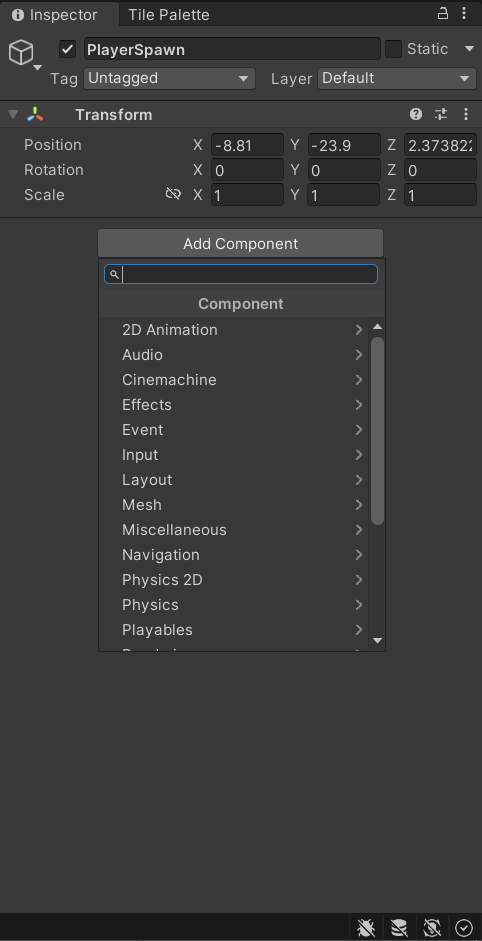 Inspector Tile Palette
PlayerSpawn Static
Tag Untagged Layer Default
Transform
Position X -8.81 Y -23.9 Z 2.373822
Rotation X 0 Y 0 Z 0
Scale X 1 Y 1 Z 1
Add Component
Component
2D Animation
Audio
Cinemachine
Effects
Event
Input
Layout
Mesh
Miscellaneous
Navigation
Physics 2D
Physics
Playables